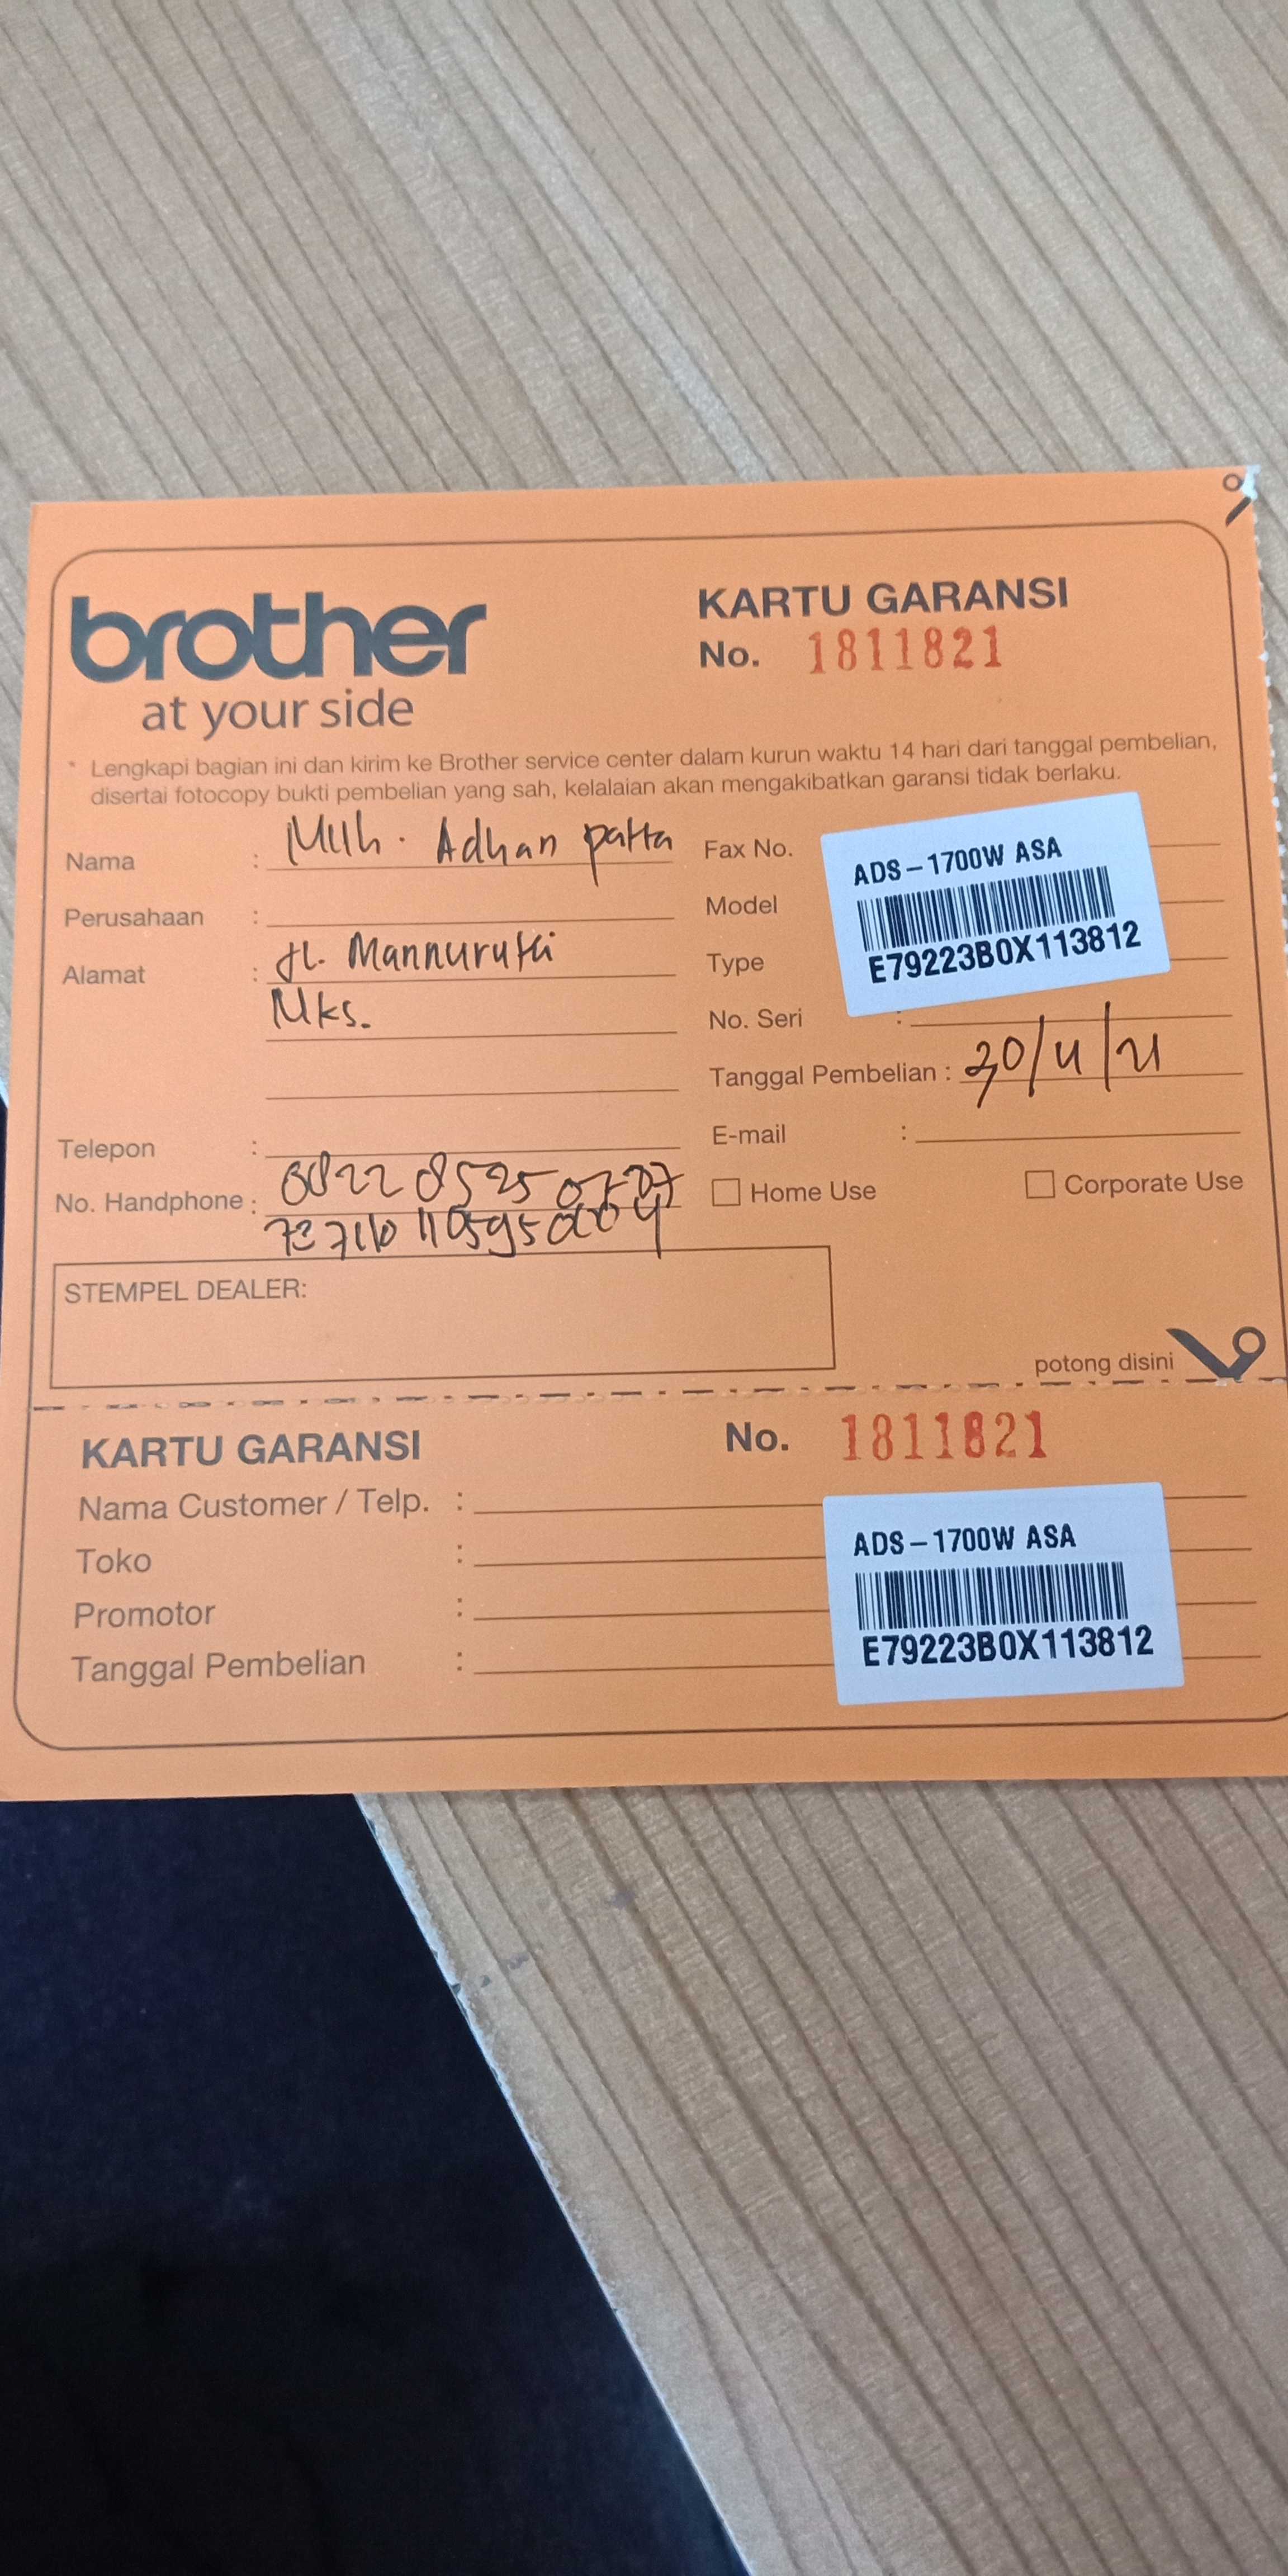 brother
at your side
KARTU GARANSI
No. 1811821
* Lengkapi bagian ini dan kirim ke Brother service center dalam kurun waktu 14 hari dari tanggal pembelian,
disertai fotocopy bukti pembelian yang sah, kelalaian akan mengakibatkan garansi tidak berlaku.
Nama : Muh. Adhan patta
Perusahaan :
Alamat : Jl. Mannuruki
Mks.
Telepon :
No. Handphone :
Fax No.
Model
Type
No. Seri :
ADS-1700W ASA
E79223B0X113812
Tanggal Pembelian : 30/11/21
E-mail :
Home Use
Corporate Use
STEMPEL DEALER:
potong disini
KARTU GARANSI
No. 1811821
Nama Customer / Telp. :
Toko :
Promotor :
Tanggal Pembelian :
ADS-1700W ASA
E79223B0X113812